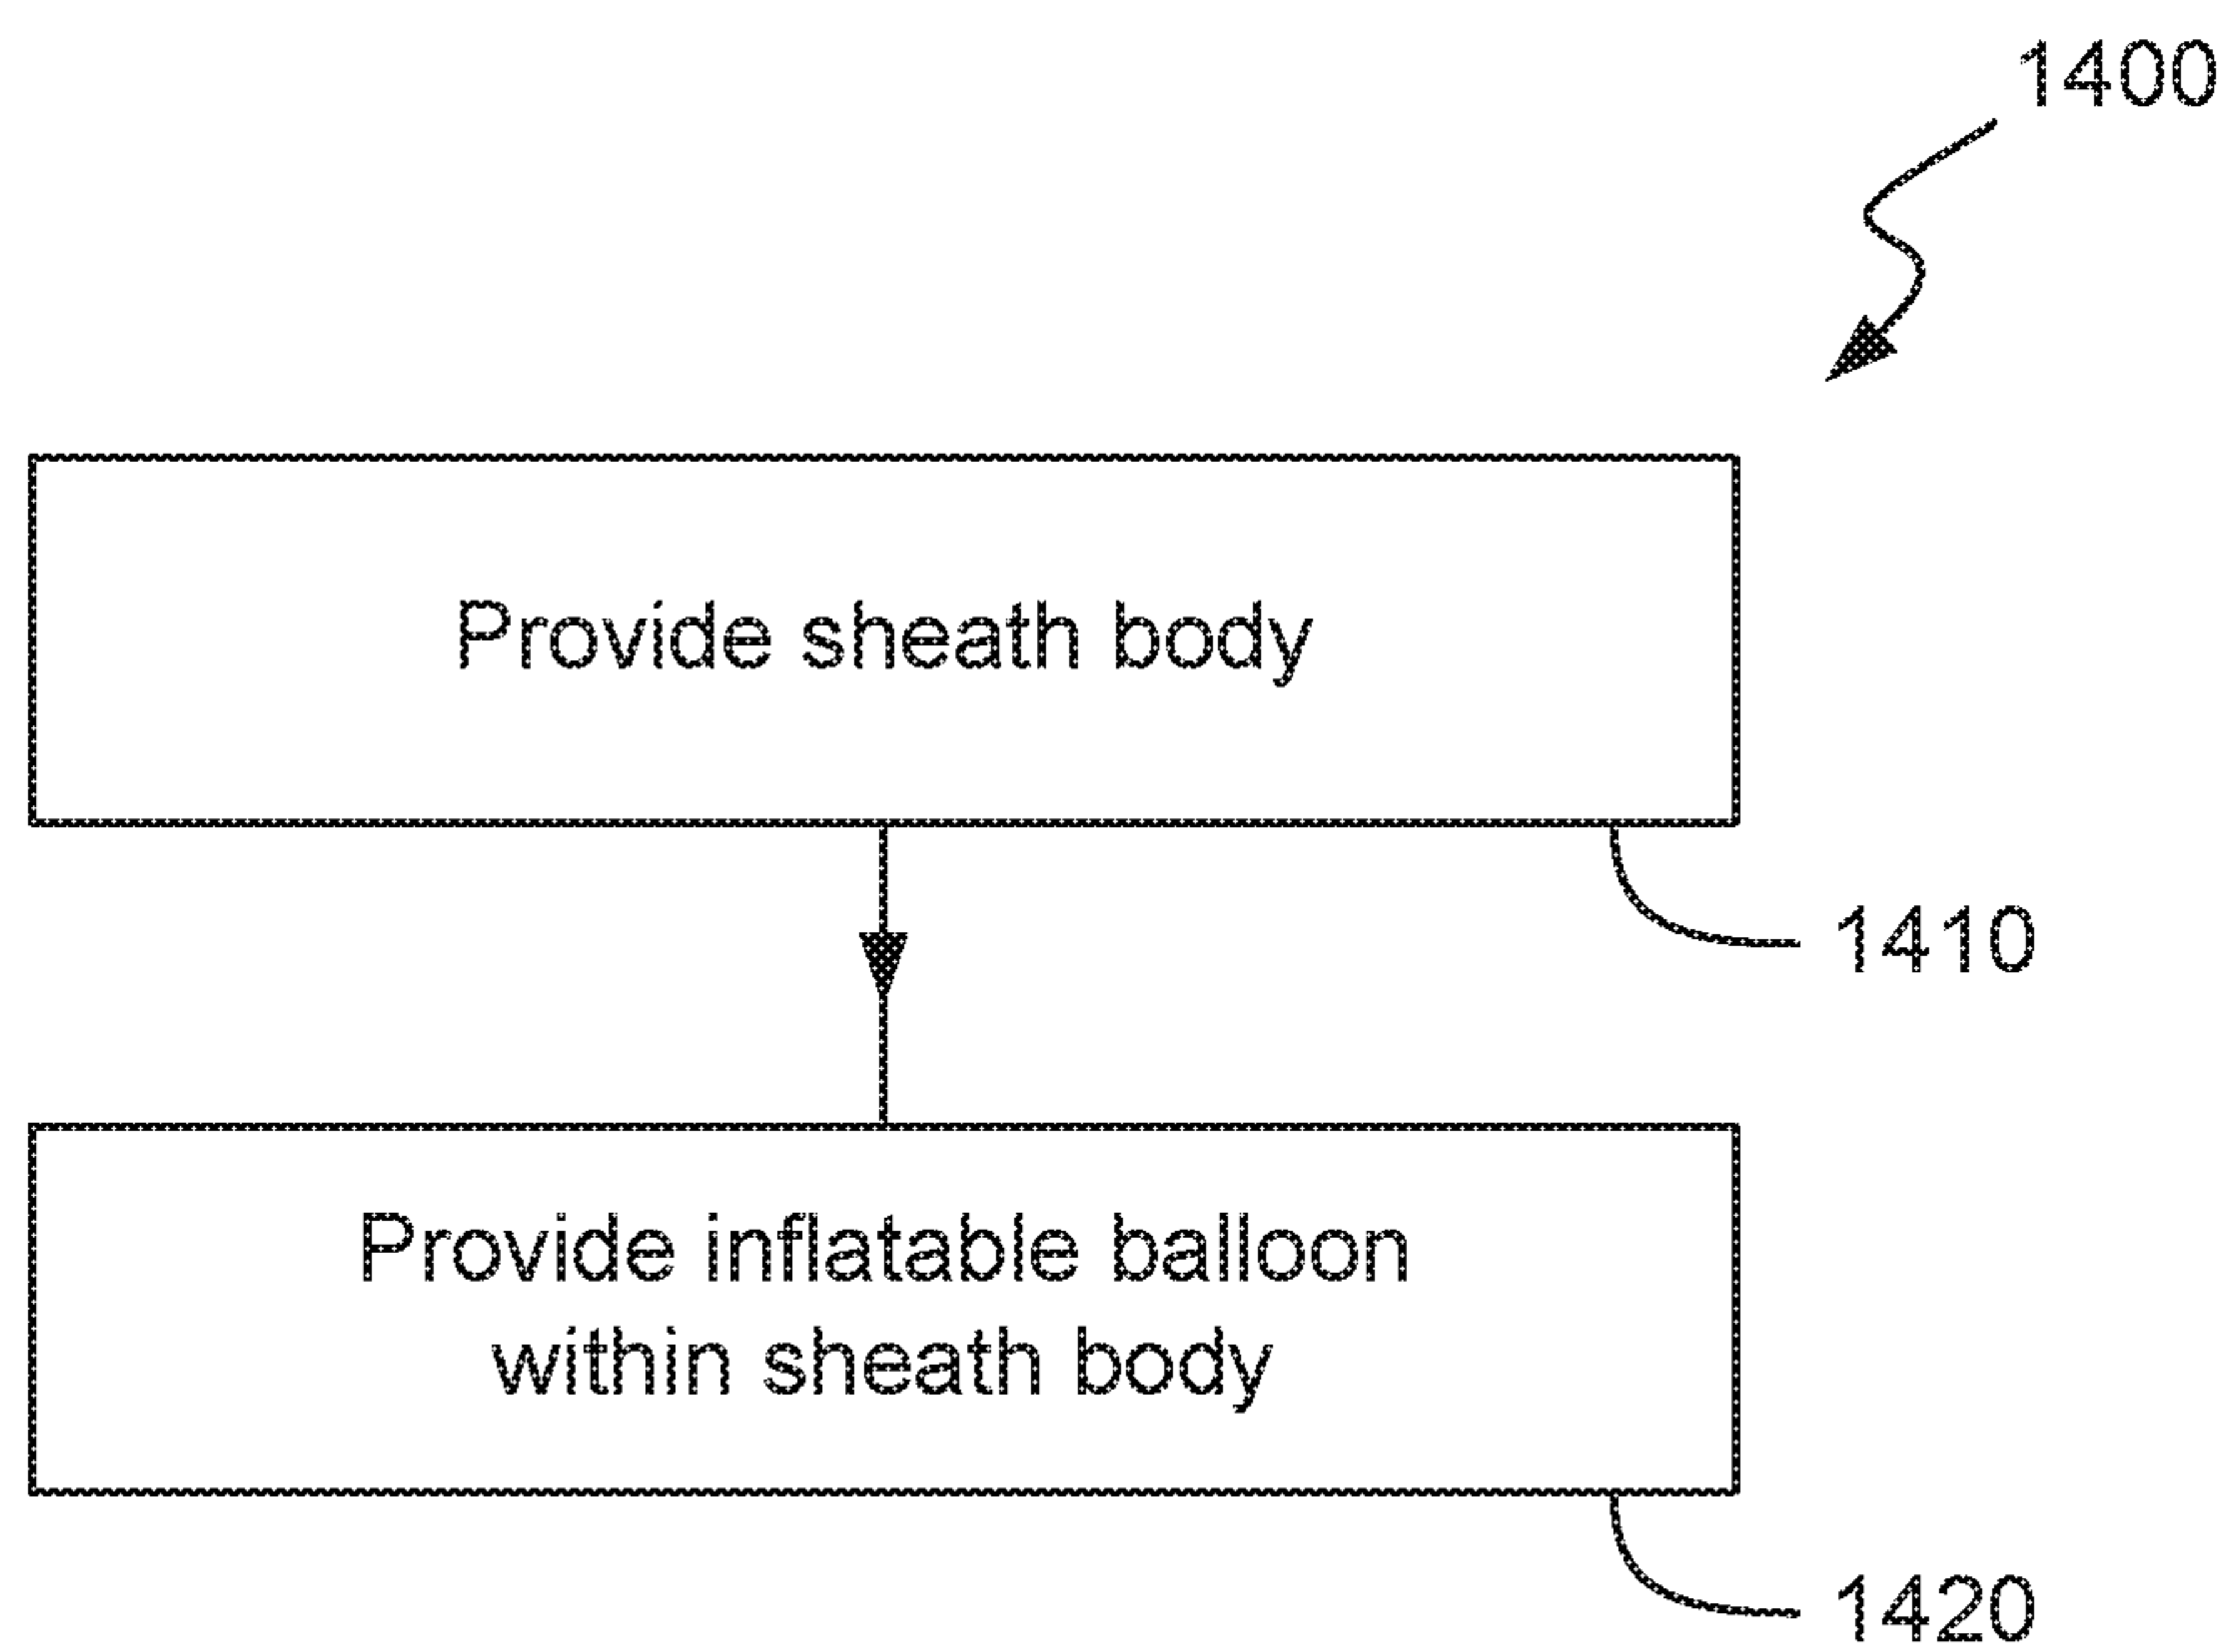 1400
Provide sheath body
1410
Provide inflatable balloon
within sheath body
1420